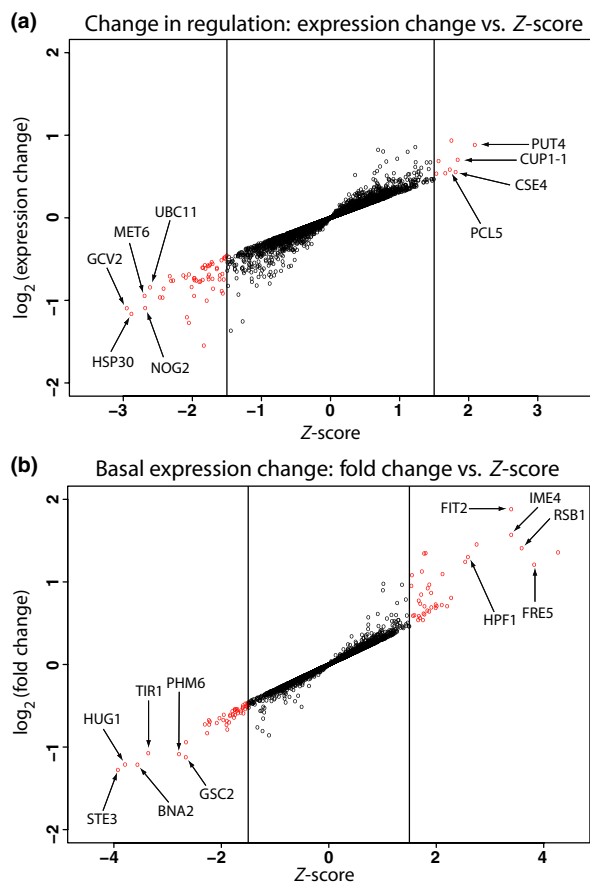 (a)
Change in regulation: expression change vs. Z-score
log2 (expression change)
2
1
0
−1
−2
PUT4
CUP1-1
CSE4
PCL5
UBC11
MET6
GCV2
HSP30
NOG2
−3 −2 −1 0 1 2 3
Z-score
(b)
Basal expression change: fold change vs. Z-score
log2 (fold change)
2
1
0
−1
−2
FIT2
IME4
RSB1
HPF1
FRE5
PHM6
TIR1
HUG1
GSC2
BNA2
STE3
−4 −2 0 2 4
Z-score